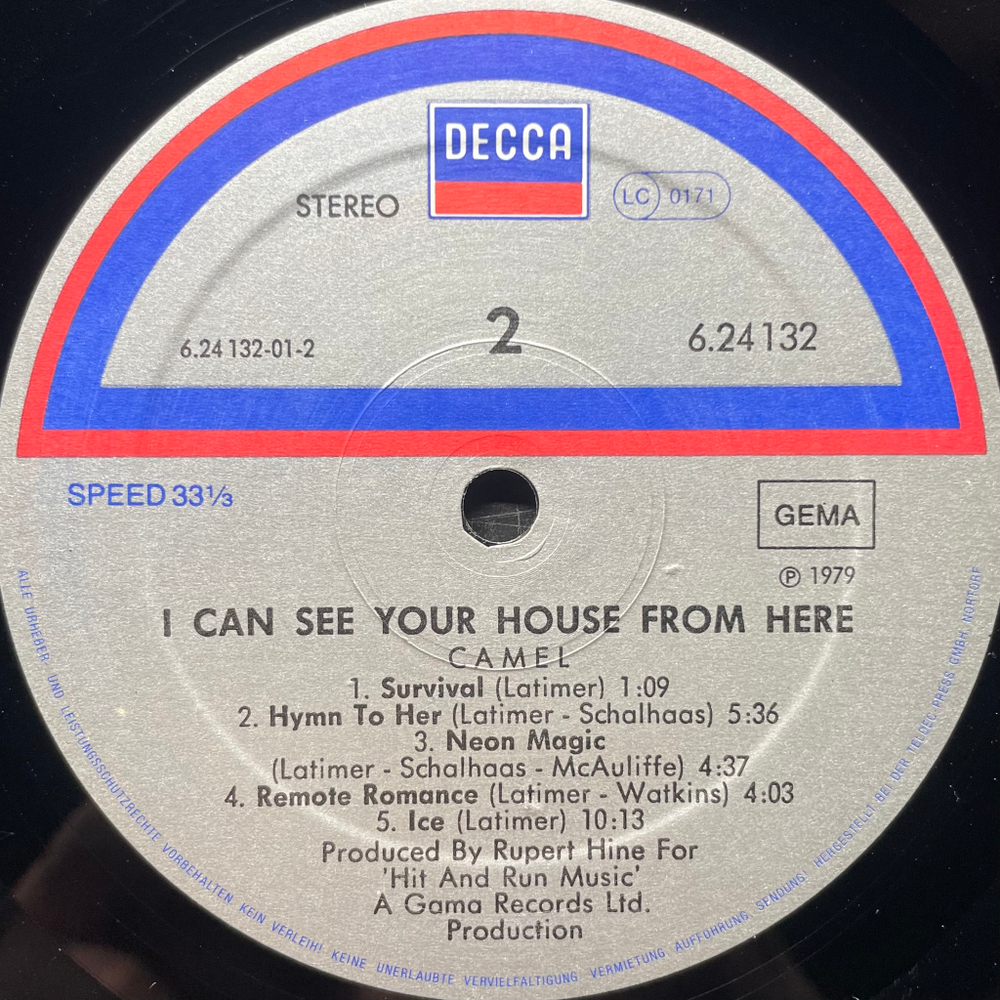 DECCA
STEREO
LC 0171
6.24132-01-2
2
6.24132
SPEED 33⅓
GEMA
℗ 1979
I CAN SEE YOUR HOUSE FROM HERE
CAMEL
1. Survival (Latimer) 1:09
2. Hymn To Her (Latimer - Schalhaas) 5:36
3. Neon Magic
(Latimer - Schalhaas - McAuliffe) 4:37
4. Remote Romance (Latimer - Watkins) 4:03
5. Ice (Latimer) 10:13
Produced By Rupert Hine For
'Hit And Run Music'
A Gama Records Ltd.
Production
ALLE URHEBER- UND LEISTUNGSSCHUTZRECHTE VORBEHALTEN KEIN VERLEIH! KEINE UNERLAUBTE VERVIELFÄLTIGUNG VERMIETUNG AUFFÜHRUNG SENDUNG! HERGESTELLT BEI DER TELDEC PRESS GMBH NORTORF